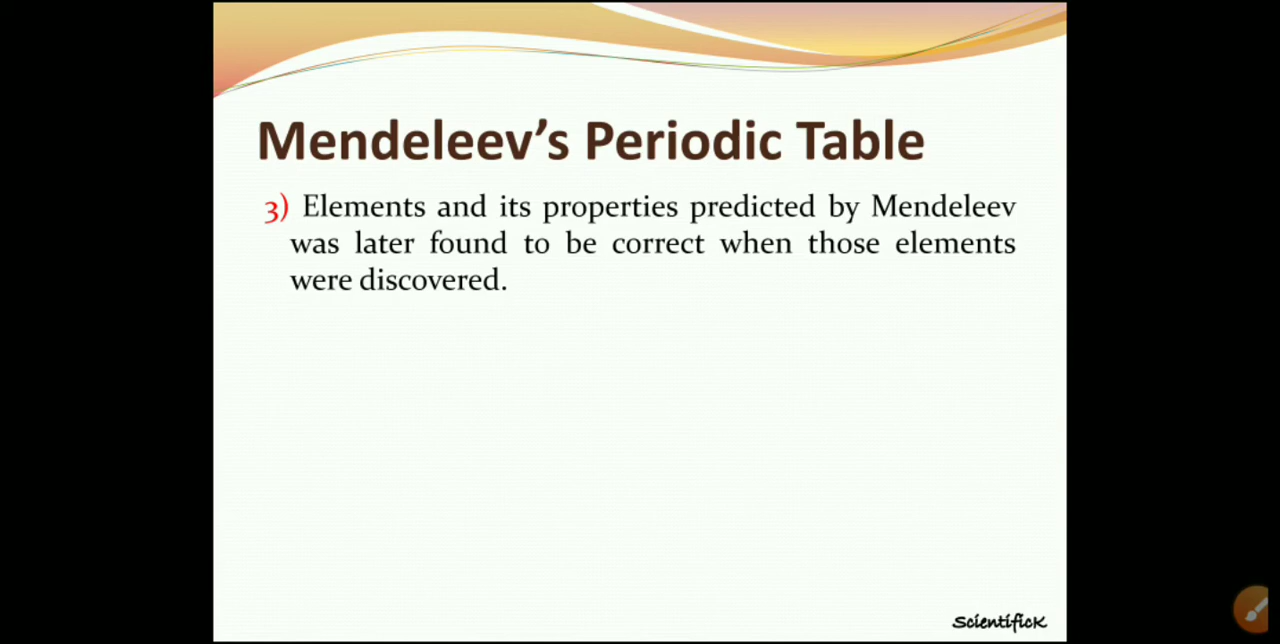 Mendeleev’s Periodic Table
3) Elements and its properties predicted by Mendeleev
was later found to be correct when those elements
were discovered.
Scientifick